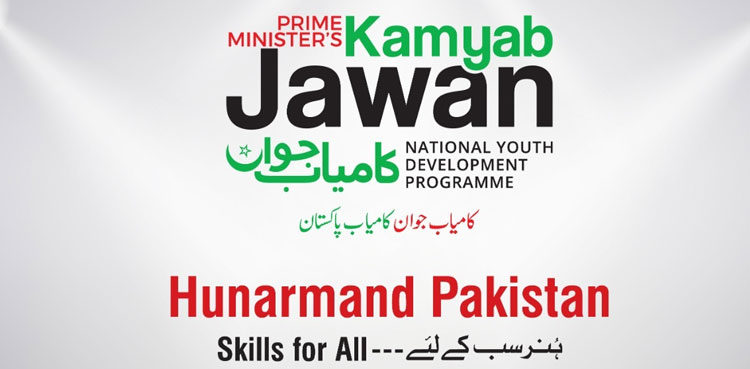 PRIME
MINISTER'S Kamyab
Jawan
کامیاب جوان
NATIONAL YOUTH
DEVELOPMENT
PROGRAMME
کامیاب جوان کامیاب پاکستان
Hunarmand Pakistan
Skills for All --- ہُنر سب کے لئے